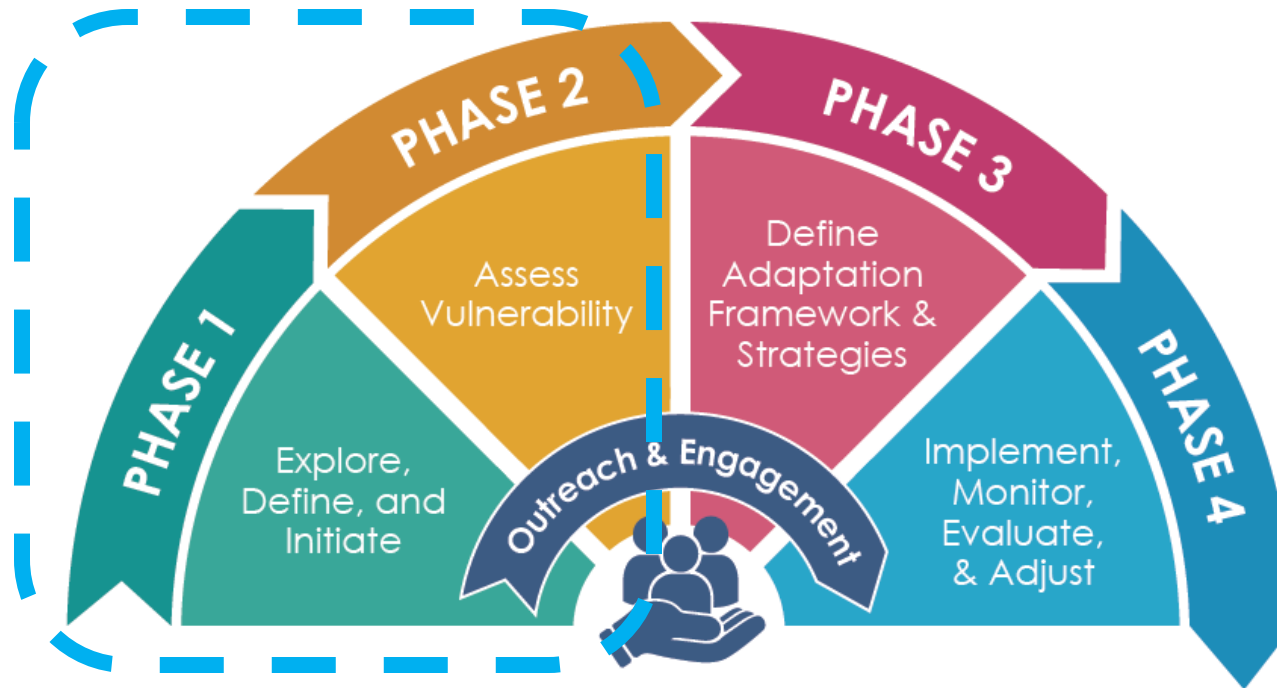 PHASE 1
Explore,
Define, and
Initiate
PHASE 2
Assess
Vulnerability
PHASE 3
Define
Adaptation
Framework &
Strategies
PHASE 4
Implement,
Monitor,
Evaluate,
& Adjust
Outreach & Engagement